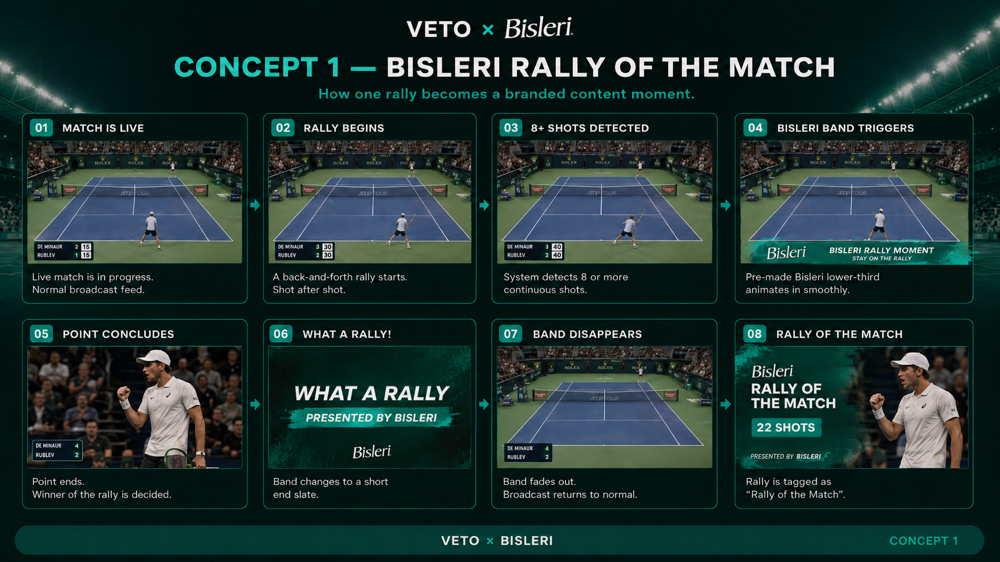 VETO × Bisleri
CONCEPT 1 — BISLERI RALLY OF THE MATCH
How one rally becomes a branded content moment.
01 MATCH IS LIVE
ROLEX ROLEX ROLEX
ATP TOUR
DE MINAUR 2 15
RUBLEV 1 15
Live match is in progress.
Normal broadcast feed.
02 RALLY BEGINS
ROLEX ROLEX ROLEX
ATP TOUR
DE MINAUR 3 30
RUBLEV 2 30
A back-and-forth rally starts.
Shot after shot.
03 8+ SHOTS DETECTED
ROLEX ROLEX ROLEX
ATP TOUR
DE MINAUR 3 40
RUBLEV 2 40
System detects 8 or more
continuous shots.
04 BISLERI BAND TRIGGERS
ROLEX ROLEX ROLEX
ATP TOUR
Bisleri
BISLERI RALLY MOMENT
STAY ON THE RALLY
Pre-made Bisleri lower-third
animates in smoothly.
05 POINT CONCLUDES
DE MINAUR 4
RUBLEV 2
Point ends.
Winner of the rally is decided.
06 WHAT A RALLY!
WHAT A RALLY
PRESENTED BY BISLERI
Bisleri
Band changes to a short
end slate.
07 BAND DISAPPEARS
ROLEX ROLEX ROLEX
ATP TOUR
DE MINAUR 4
RUBLEV 2
Band fades out.
Broadcast returns to normal.
08 RALLY OF THE MATCH
Bisleri
RALLY OF
THE MATCH
22 SHOTS
PRESENTED BY BISLERI
Rally is tagged as
“Rally of the Match”.
VETO × BISLERI
CONCEPT 1